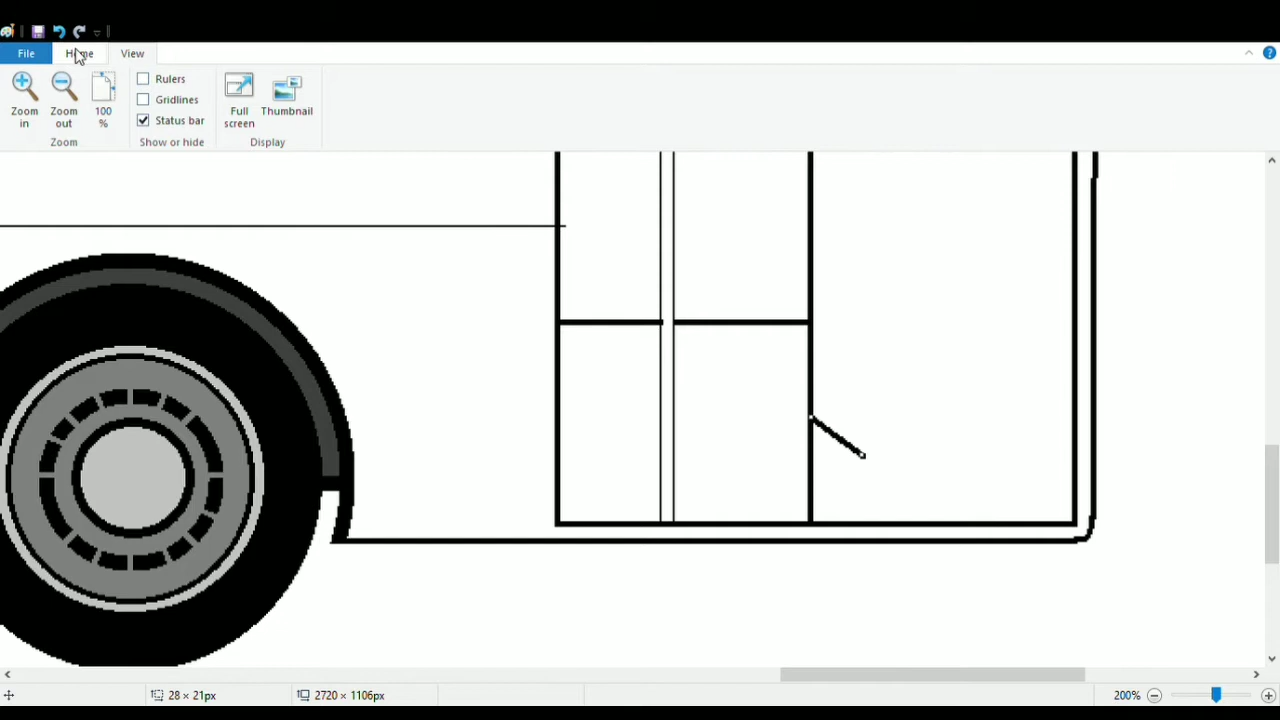 File Home View
Rulers
Gridlines
Status bar
Zoom in
Zoom out
100 %
Full screen
Thumbnail
Zoom
Show or hide
Display
28 × 21px
2720 × 1106px
200%